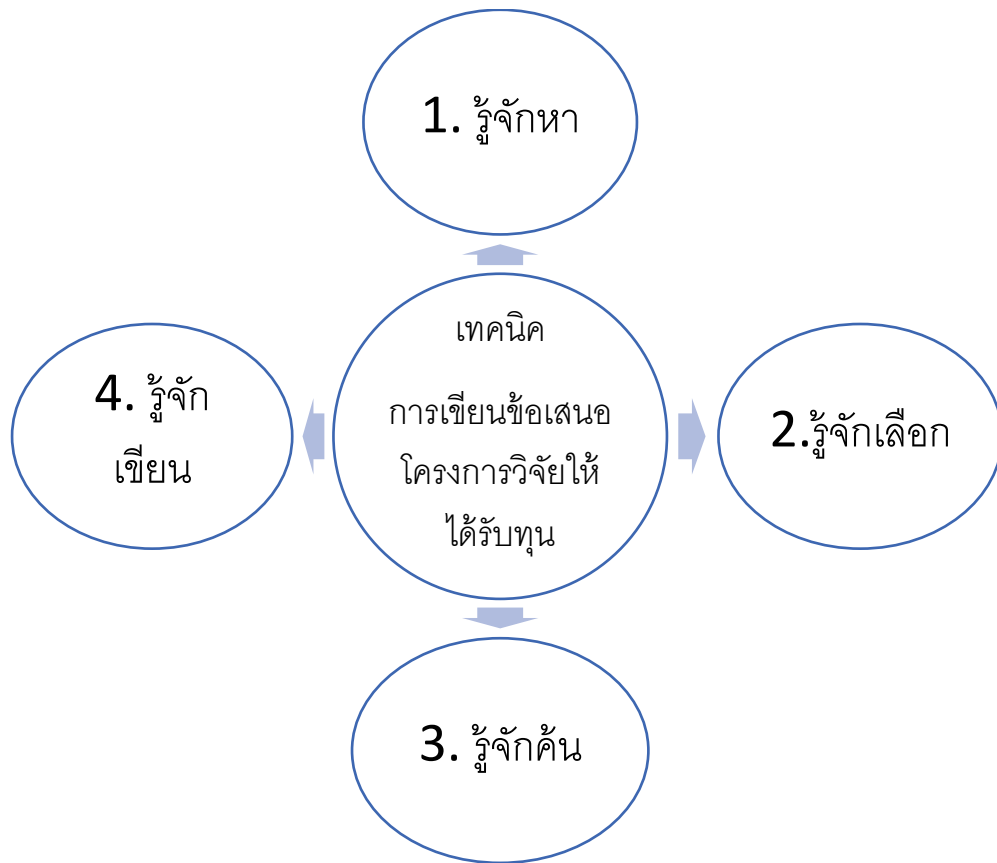 1. รู้จักหา
เทคนิค
การเขียนข้อเสนอ
โครงการวิจัยให้
ได้รับทุน
2.รู้จักเลือก
3. รู้จักค้น
4. รู้จัก
เขียน